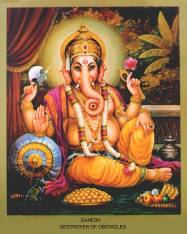 GANESH
DESTROYER OF OBSTACLES